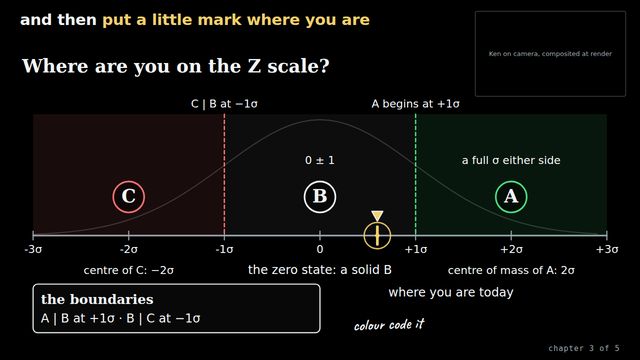 and then put a little mark where you are
Ken on camera, composited at render
Where are you on the Z scale?
C | B at −1σ
A begins at +1σ
0 ± 1
a full σ either side
C
B
A
-3σ
-2σ
-1σ
0
+1σ
+2σ
+3σ
centre of C: −2σ
the zero state: a solid B
centre of mass of A: 2σ
the boundaries
A | B at +1σ · B | C at −1σ
where you are today
colour code it
chapter 3 of 5